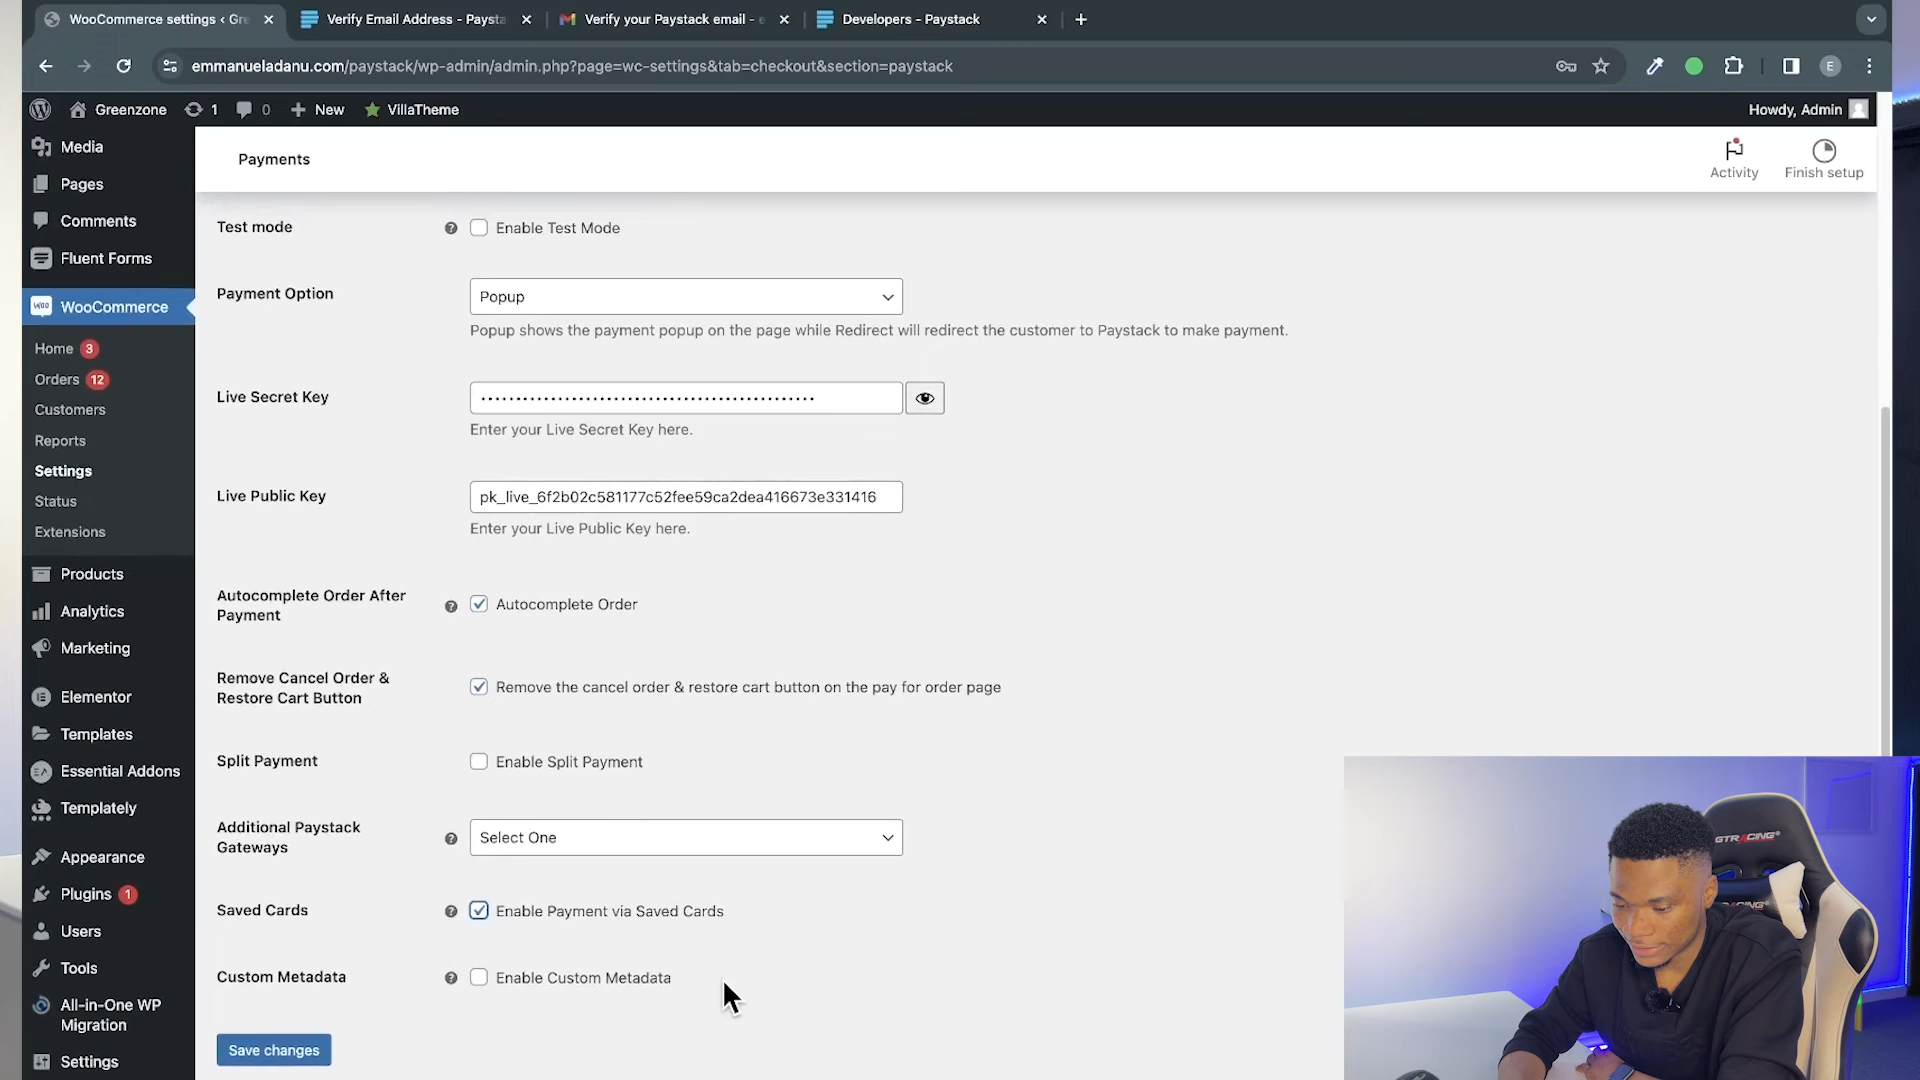 WooCommerce settings ‹ Gre
Verify Email Address - Paysta
Verify your Paystack email - e
Developers - Paystack
emmanueladanu.com/paystack/wp-admin/admin.php?page=wc-settings&tab=checkout&section=paystack
E
Greenzone
1
0
New
VillaTheme
Howdy, Admin
Media
Pages
Comments
Fluent Forms
WooCommerce
Home 3
Orders 12
Customers
Reports
Settings
Status
Extensions
Products
Analytics
Marketing
Elementor
Templates
Essential Addons
Templately
Appearance
Plugins 1
Users
Tools
All-in-One WP
Migration
Settings
Payments
Activity
Finish setup
Test mode
Enable Test Mode
Payment Option
Popup
Popup shows the payment popup on the page while Redirect will redirect the customer to Paystack to make payment.
Live Secret Key
Enter your Live Secret Key here.
Live Public Key
pk_live_6f2b02c581177c52fee59ca2dea416673e331416
Enter your Live Public Key here.
Autocomplete Order After
Payment
Autocomplete Order
Remove Cancel Order &
Restore Cart Button
Remove the cancel order & restore cart button on the pay for order page
Split Payment
Enable Split Payment
Additional Paystack
Gateways
Select One
Saved Cards
Enable Payment via Saved Cards
Custom Metadata
Enable Custom Metadata
Save changes
GTRACING